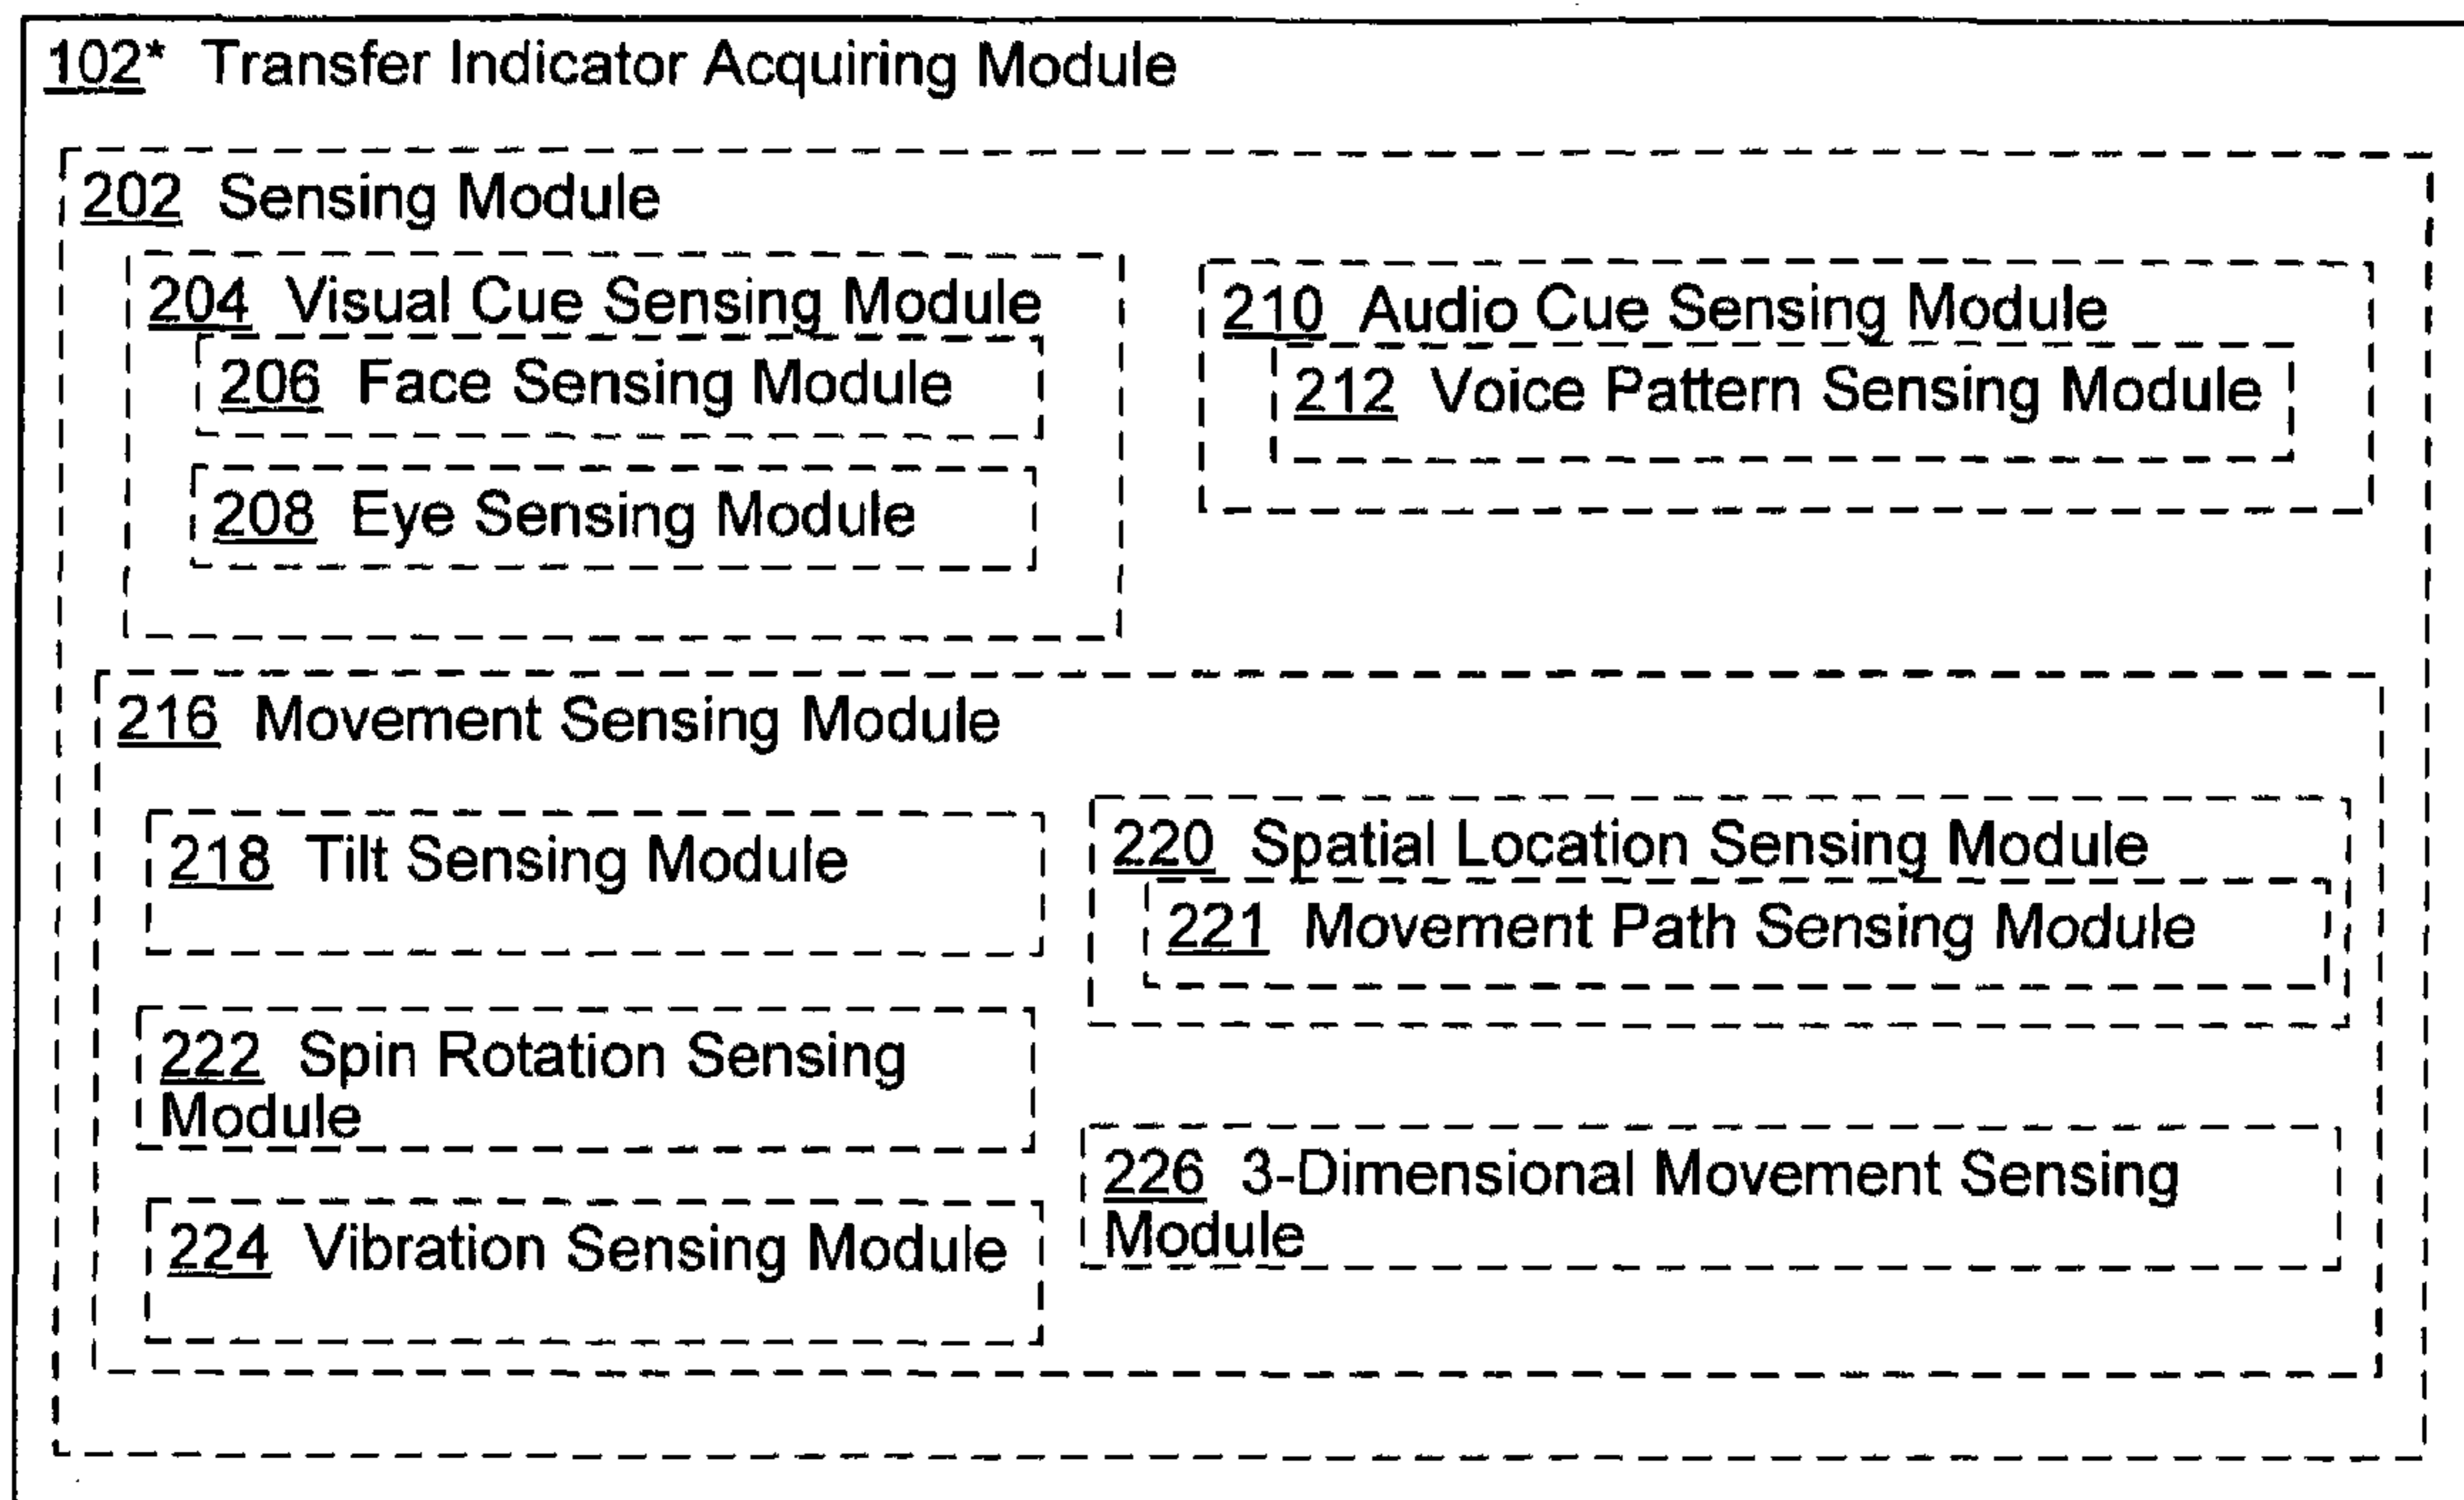 102* Transfer Indicator Acquiring Module
202 Sensing Module
204 Visual Cue Sensing Module
206 Face Sensing Module
208 Eye Sensing Module
210 Audio Cue Sensing Module
212 Voice Pattern Sensing Module
216 Movement Sensing Module
218 Tilt Sensing Module
220 Spatial Location Sensing Module
221 Movement Path Sensing Module
222 Spin Rotation Sensing
Module
224 Vibration Sensing Module
226 3-Dimensional Movement Sensing
Module